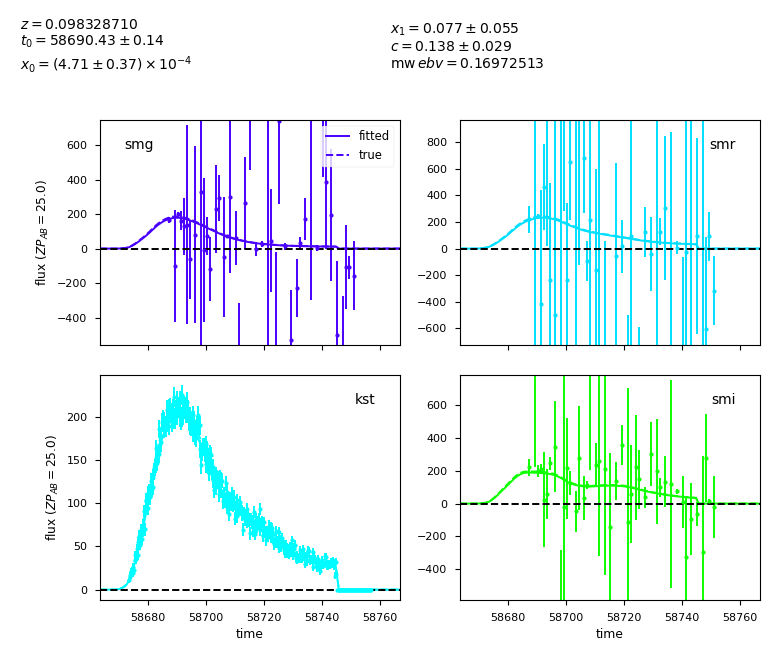 z = 0.098328710
t₀ = 58690.43 ± 0.14
x₀ = (4.71 ± 0.37) × 10⁻⁴
x₁ = 0.077 ± 0.055
c = 0.138 ± 0.029
mw ebv = 0.16972513
smg
fitted
true
600
400
200
0
−200
−400
flux (ZP_AB = 25.0)
smr
800
600
400
200
0
−200
−400
−600
kst
200
150
100
50
0
flux (ZP_AB = 25.0)
58680 58700 58720 58740 58760
time
smi
600
400
200
0
−200
−400
58680 58700 58720 58740 58760
time